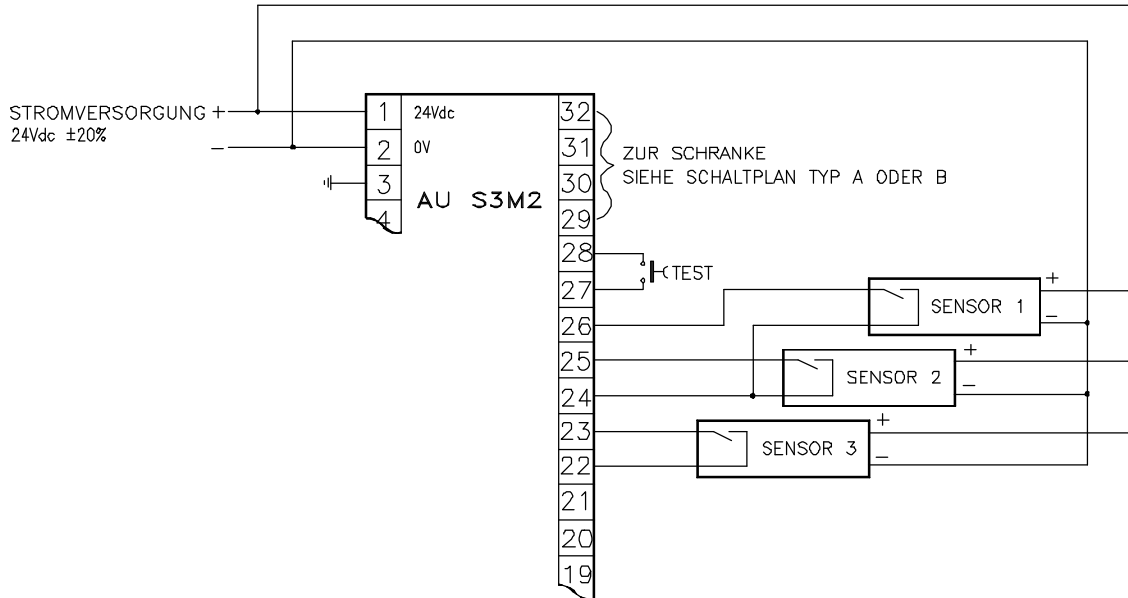 STROMVERSORGUNG +
24Vdc ±20%
–
1 24Vdc
2 0V
3
4
AU S3M2
32
31
30
29
28
27
26
25
24
23
22
21
20
19
ZUR SCHRANKE
SIEHE SCHALTPLAN TYP A ODER B
TEST
SENSOR 1
+
–
SENSOR 2
+
–
SENSOR 3
+
–